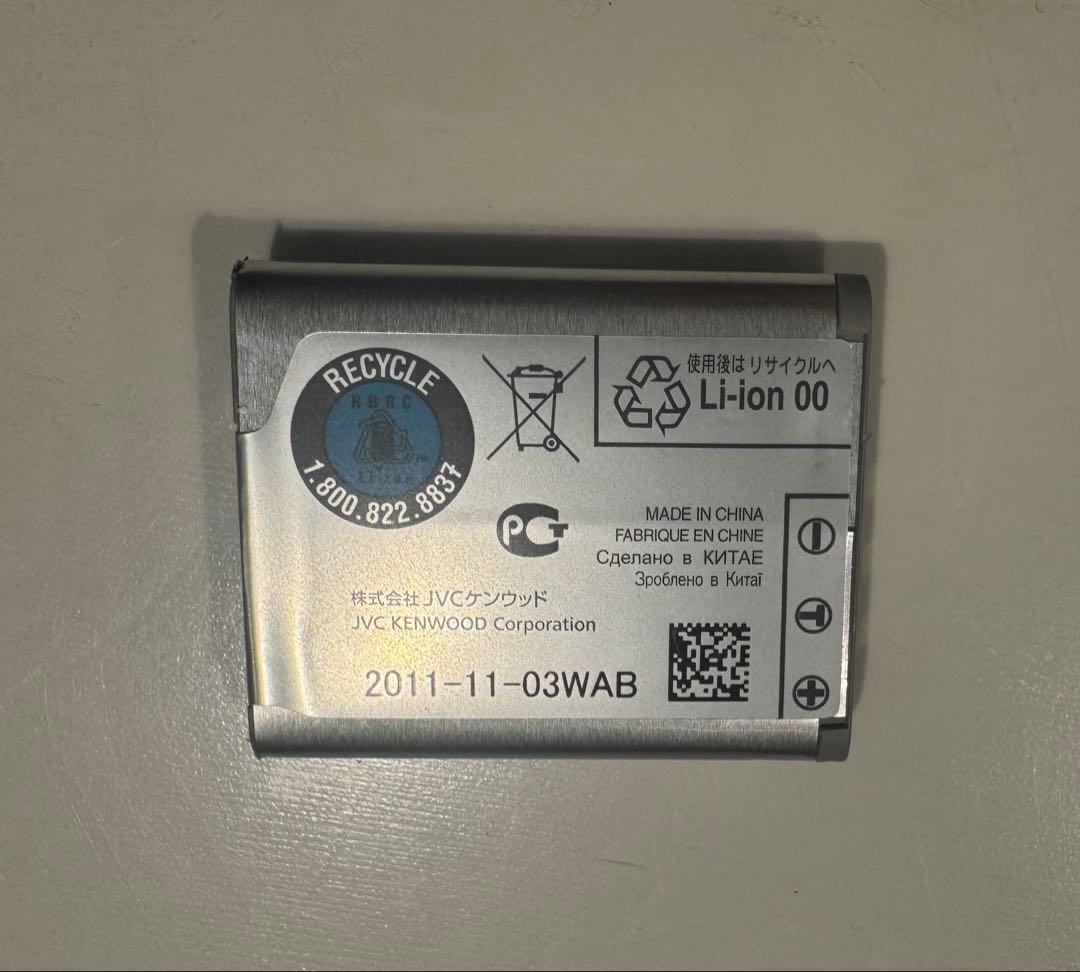 RECYCLE
RBRC
Li-ion
1.800.822.8837
使用後はリサイクルへ
Li-ion 00
MADE IN CHINA
FABRIQUE EN CHINE
Сделано в КИТАЕ
Зроблено в Китаї
株式会社JVCケンウッド
JVC KENWOOD Corporation
2011-11-03WAB
−
T
+